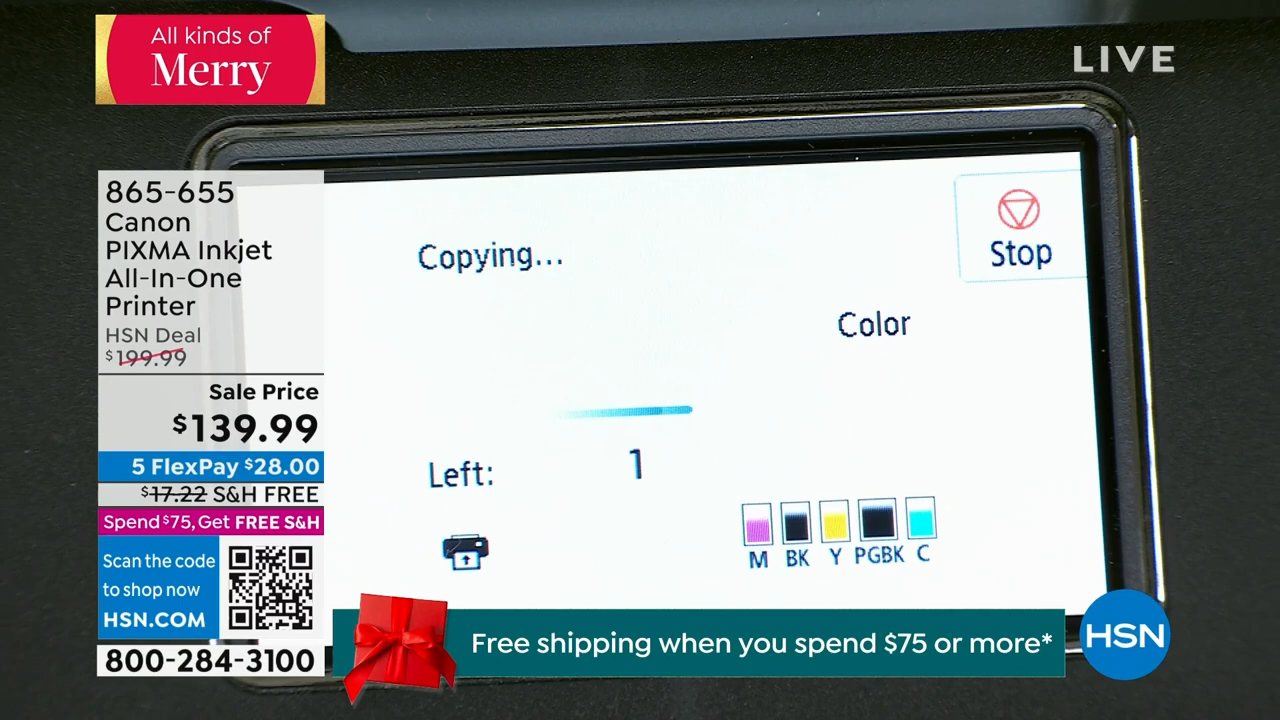 All kinds of
Merry
LIVE
865-655
Canon
PIXMA Inkjet
All-In-One
Printer
HSN Deal
$199.99
Sale Price
$139.99
5 FlexPay $28.00
$17.22 S&H FREE
Spend $75, Get FREE S&H
Scan the code
to shop now
HSN.COM
800-284-3100
Copying...
Stop
Color
Left: 1
M BK Y PGBK C
Free shipping when you spend $75 or more*
HSN